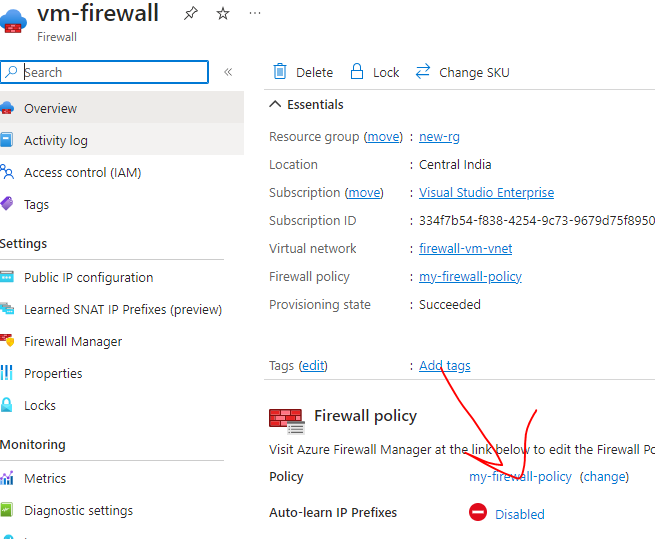 vm-firewall
Firewall
Search
Delete
Lock
Change SKU
Overview
Activity log
Access control (IAM)
Tags
Settings
Public IP configuration
Learned SNAT IP Prefixes (preview)
Firewall Manager
Properties
Locks
Monitoring
Metrics
Diagnostic settings
Essentials
Resource group (move) : new-rg
Location : Central India
Subscription (move) : Visual Studio Enterprise
Subscription ID : 334f7b54-f838-4254-9c73-9679d75f8950
Virtual network : firewall-vm-vnet
Firewall policy : my-firewall-policy
Provisioning state : Succeeded
Tags (edit) : Add tags
Firewall policy
Visit Azure Firewall Manager at the link below to edit the Firewall Po
Policy my-firewall-policy (change)
Auto-learn IP Prefixes Disabled